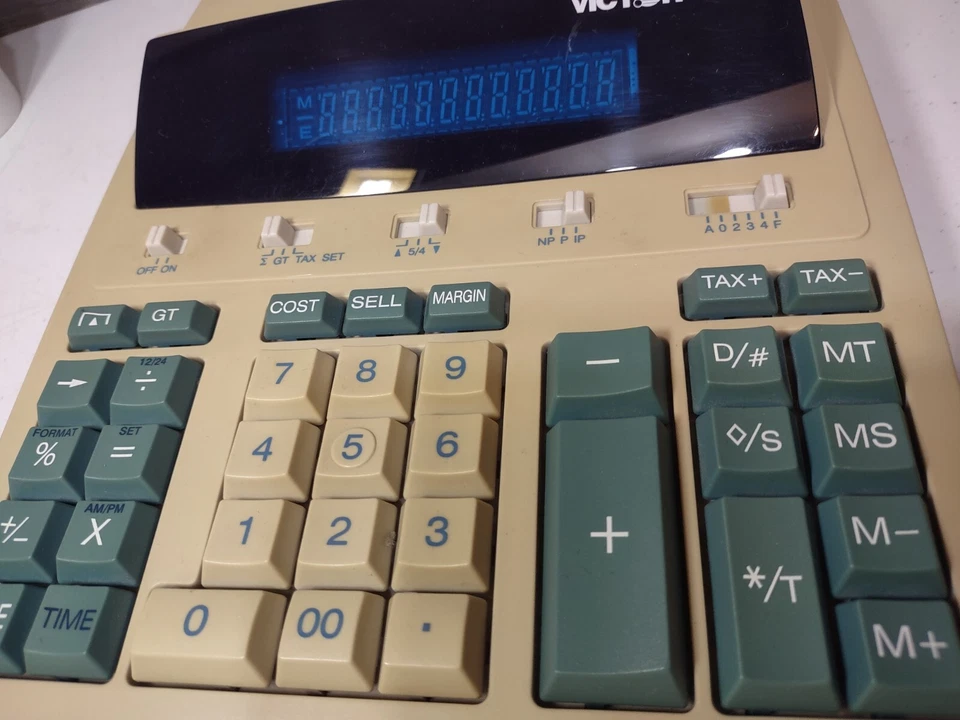 VICTOR
M
E
OFF ON
Σ GT TAX SET
▲ 5/4 ▼
NP P IP
A 0 2 3 4 F
TAX+ TAX−
GT COST SELL MARGIN
→ 12/24 ÷ 7 8 9 − D/# MT
FORMAT % SET = 4 5 6 ◇/S MS
+/− AM/PM X 1 2 3 + */T M−
TIME 0 00 . M+